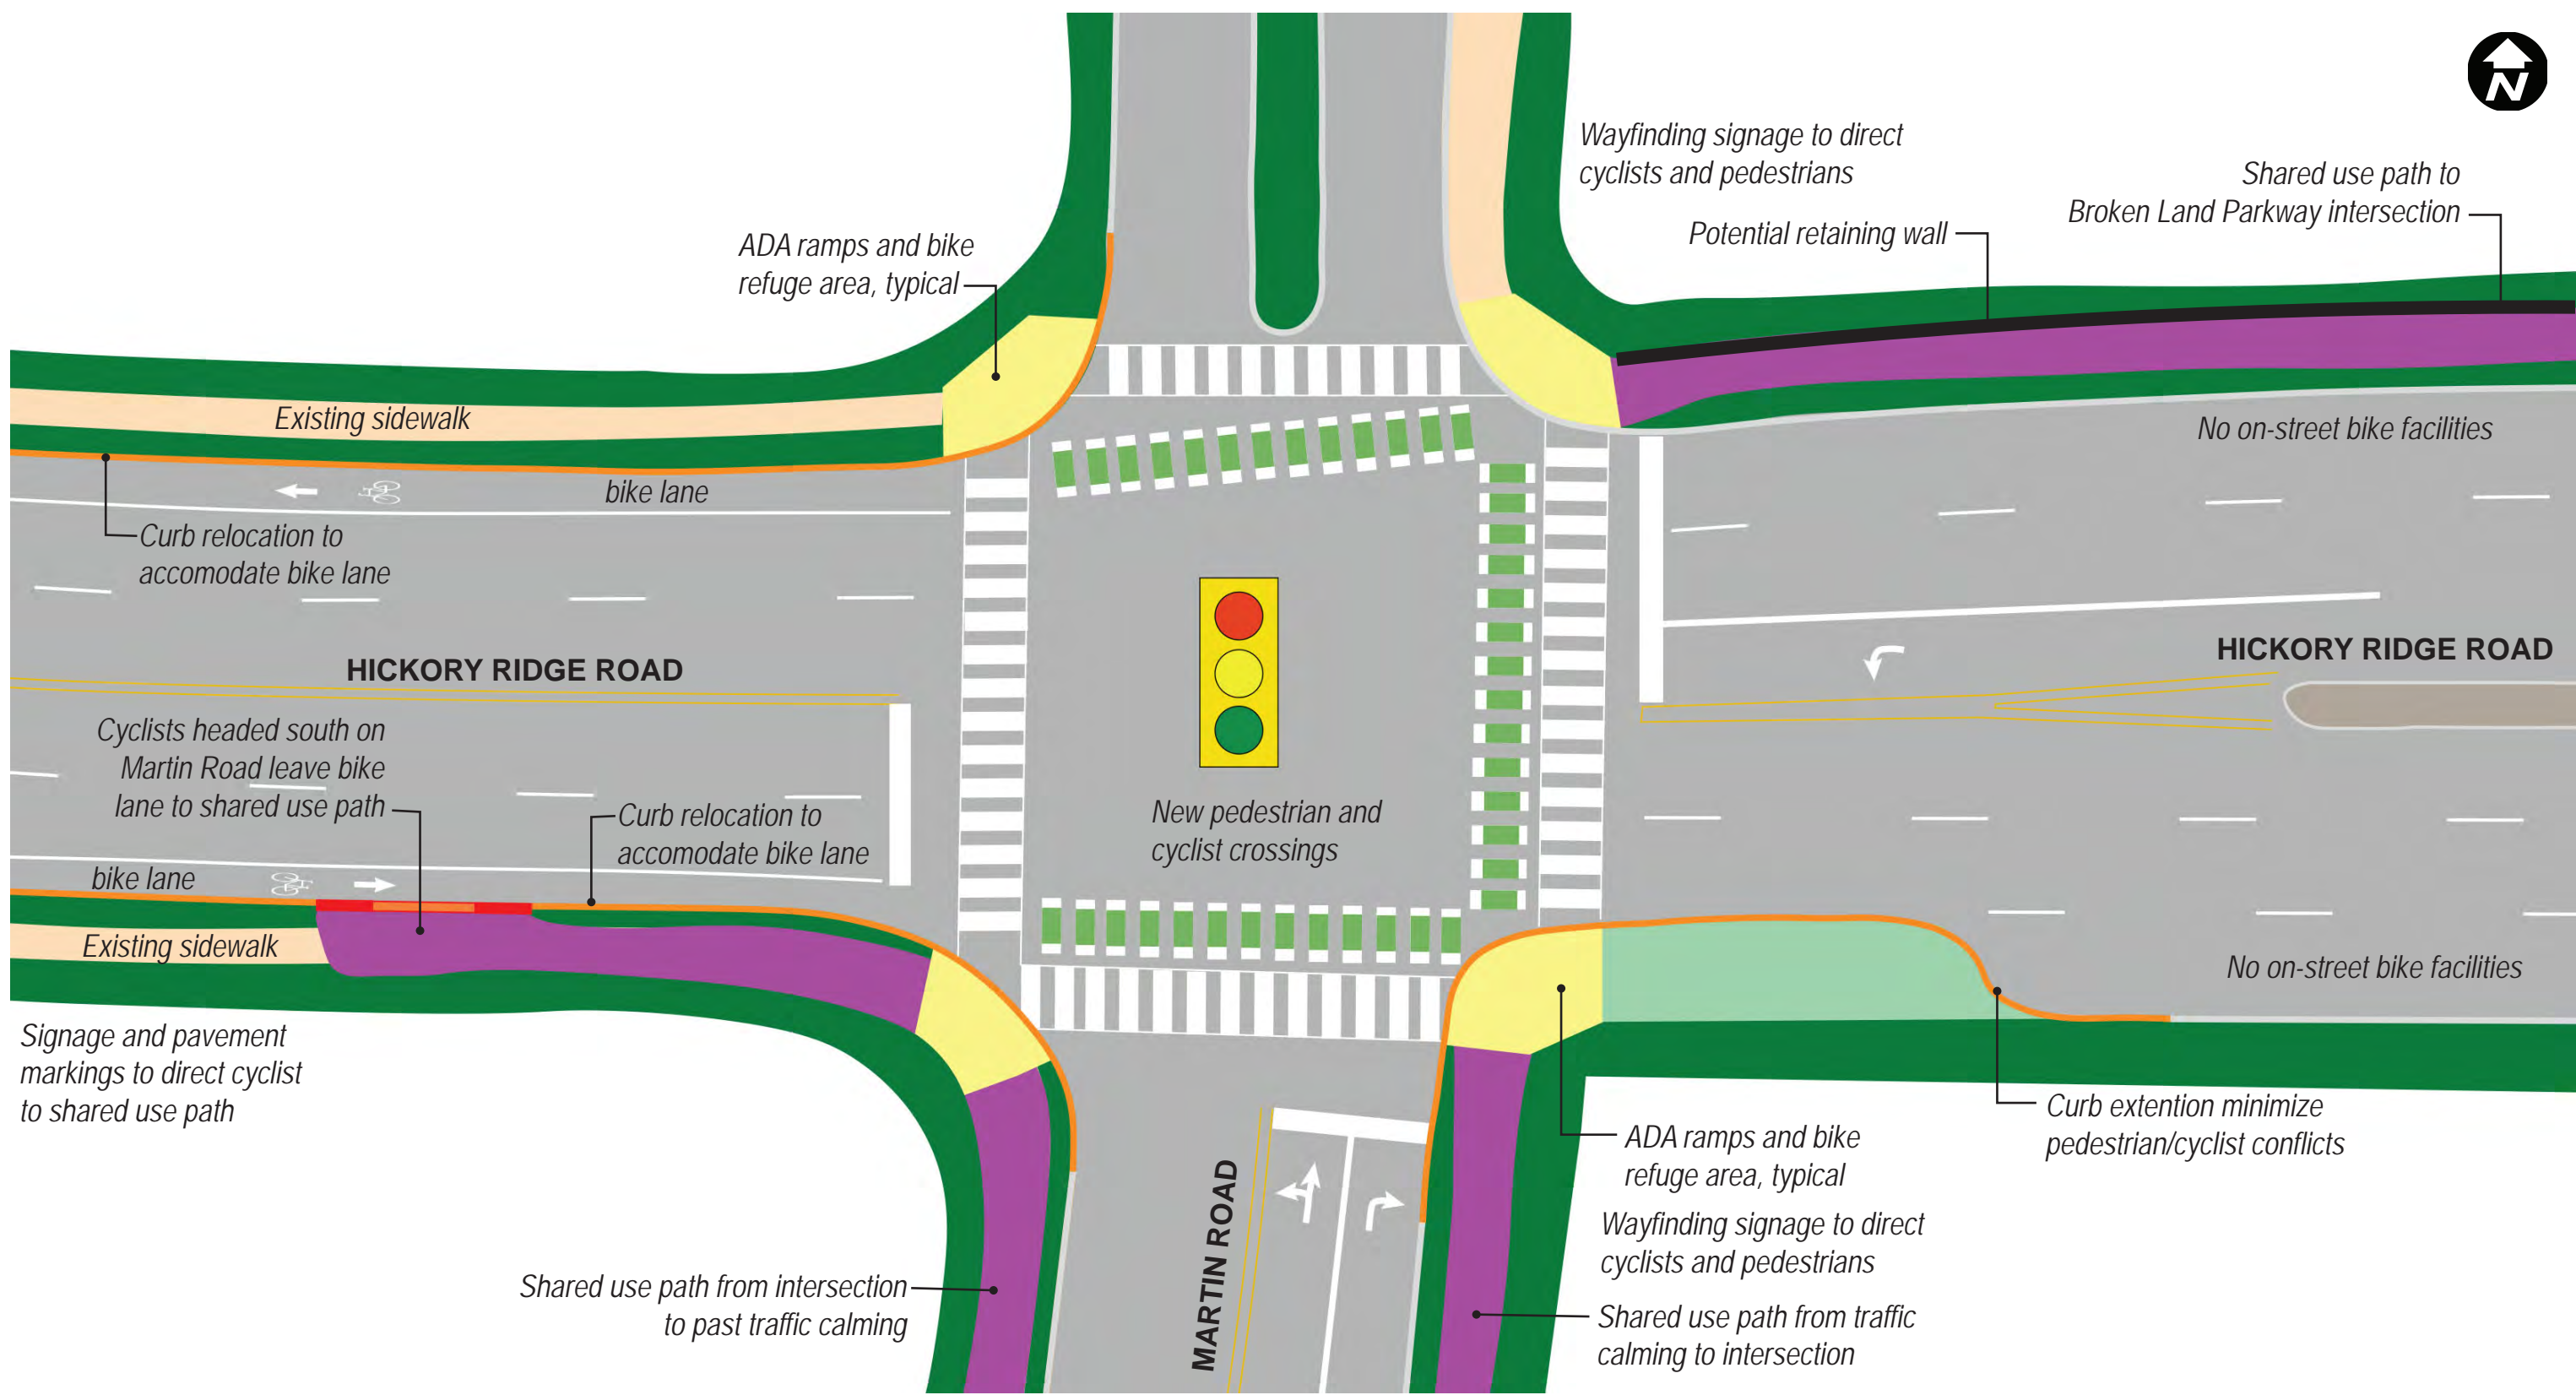 N
Wayfinding signage to direct
cyclists and pedestrians
Shared use path to
Broken Land Parkway intersection
Potential retaining wall
ADA ramps and bike
refuge area, typical
Existing sidewalk
No on-street bike facilities
bike lane
Curb relocation to
accomodate bike lane
HICKORY RIDGE ROAD
HICKORY RIDGE ROAD
Cyclists headed south on
Martin Road leave bike
lane to shared use path
Curb relocation to
accomodate bike lane
New pedestrian and
cyclist crossings
bike lane
Existing sidewalk
No on-street bike facilities
Signage and pavement
markings to direct cyclist
to shared use path
Curb extention minimize
pedestrian/cyclist conflicts
ADA ramps and bike
refuge area, typical
Wayfinding signage to direct
cyclists and pedestrians
MARTIN ROAD
Shared use path from intersection
to past traffic calming
Shared use path from traffic
calming to intersection